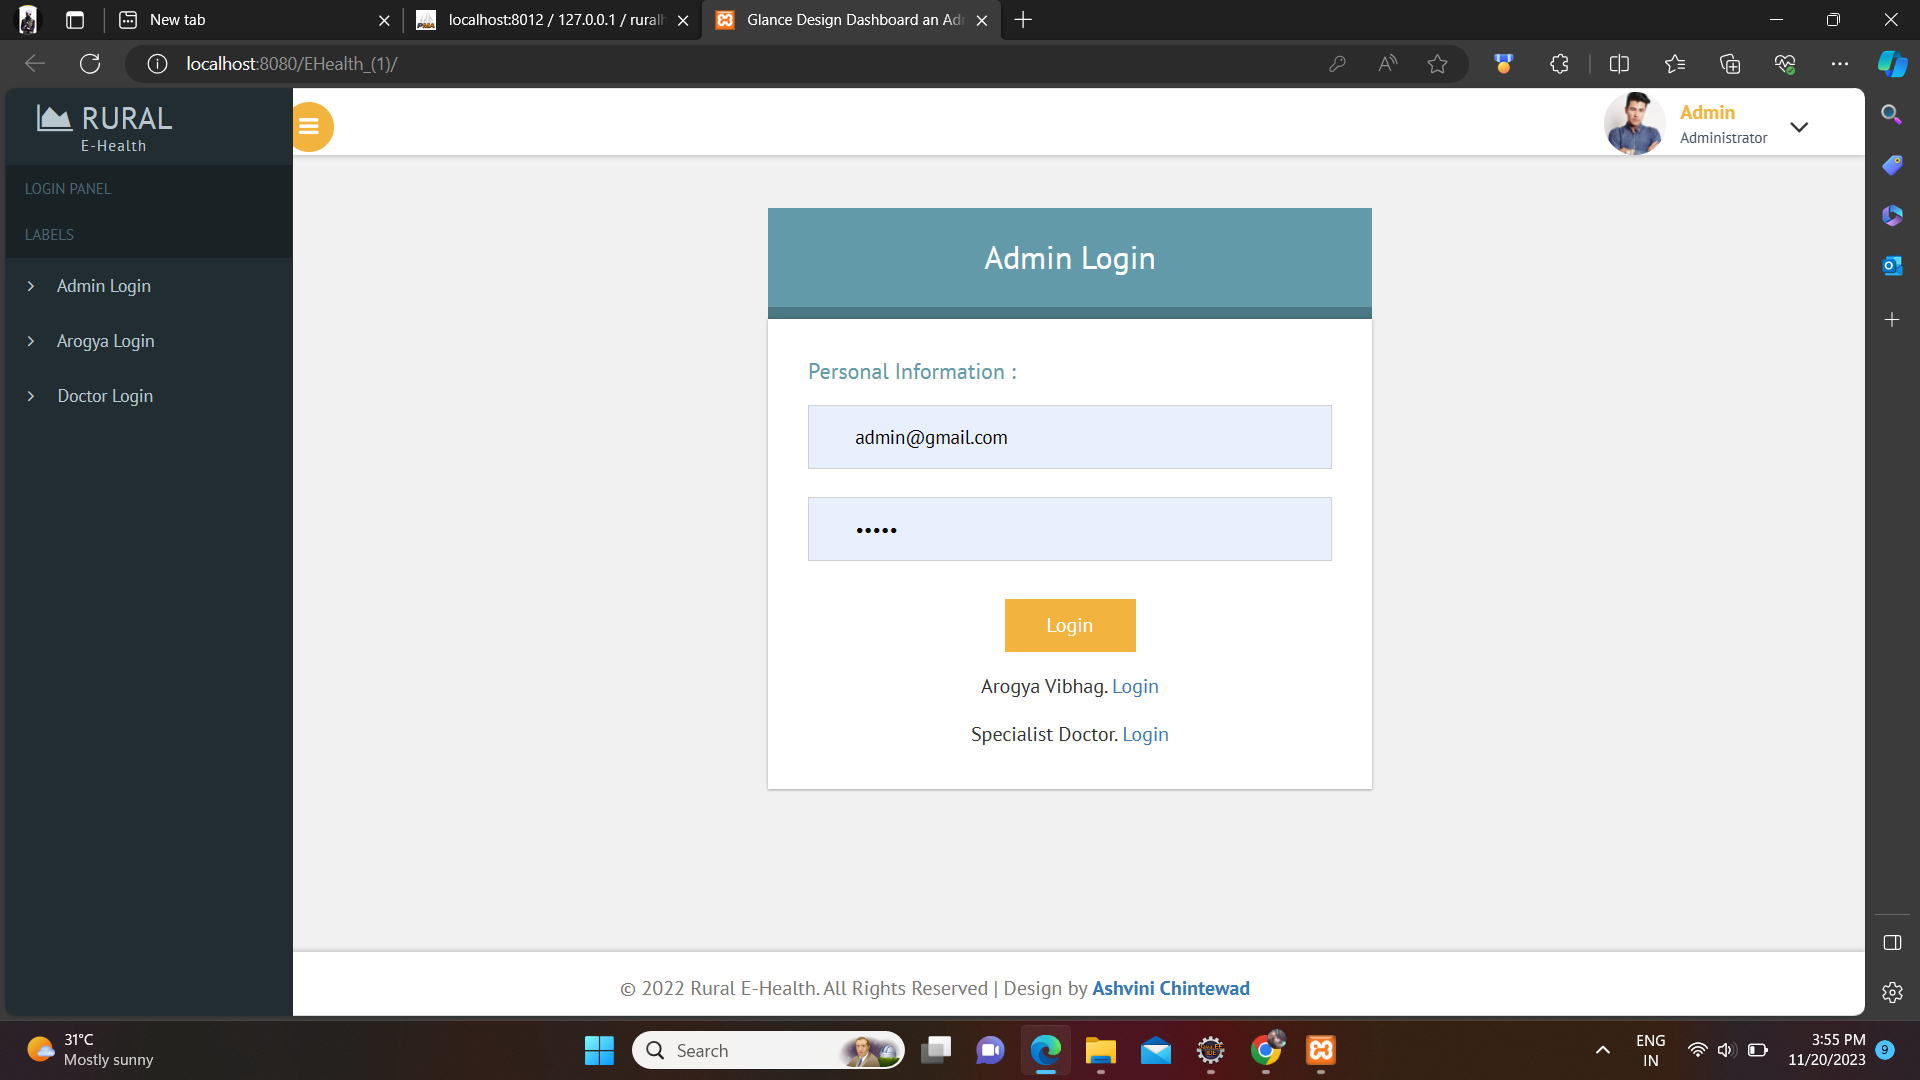 New tab
localhost:8012 / 127.0.0.1 / rural
Glance Design Dashboard an Ad
localhost:8080/EHealth_(1)/
RURAL
E-Health
Admin
Administrator
LOGIN PANEL
LABELS
Admin Login
Arogya Login
Doctor Login
Admin Login
Personal Information :
admin@gmail.com
•••••
Login
Arogya Vibhag. Login
Specialist Doctor. Login
© 2022 Rural E-Health. All Rights Reserved | Design by Ashvini Chintewad
31°C
Mostly sunny
Search
ENG
IN
3:55 PM
11/20/2023
9